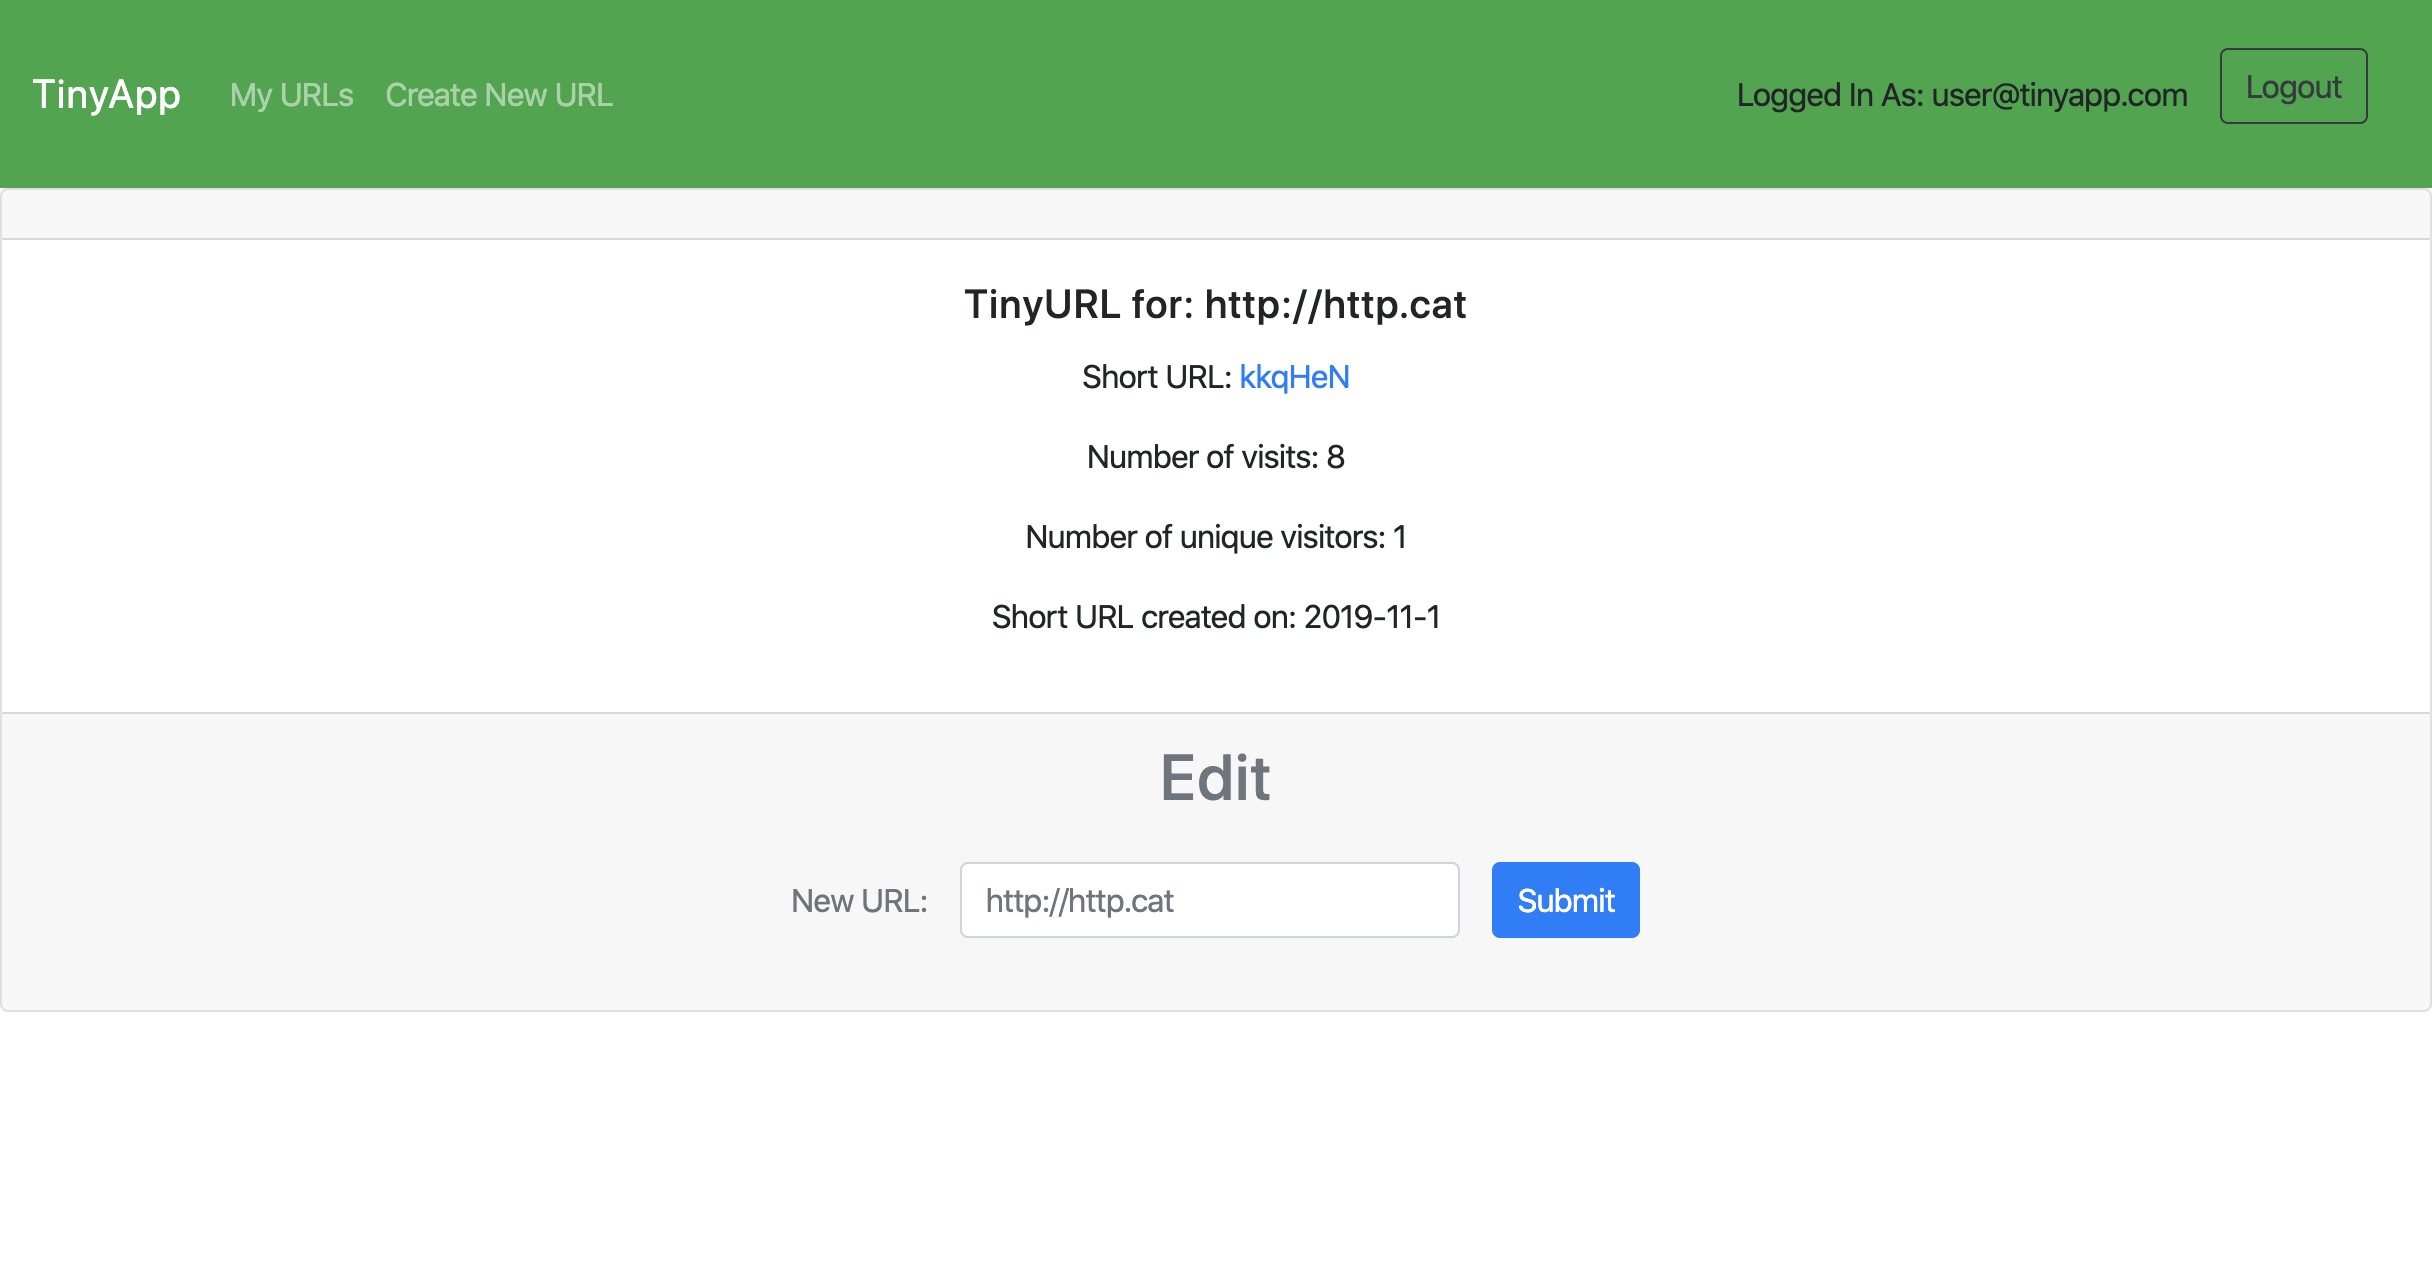 TinyApp My URLs Create New URL Logged In As: user@tinyapp.com Logout
TinyURL for: http://http.cat
Short URL: kkqHeN
Number of visits: 8
Number of unique visitors: 1
Short URL created on: 2019-11-1
Edit
New URL: http://http.cat Submit